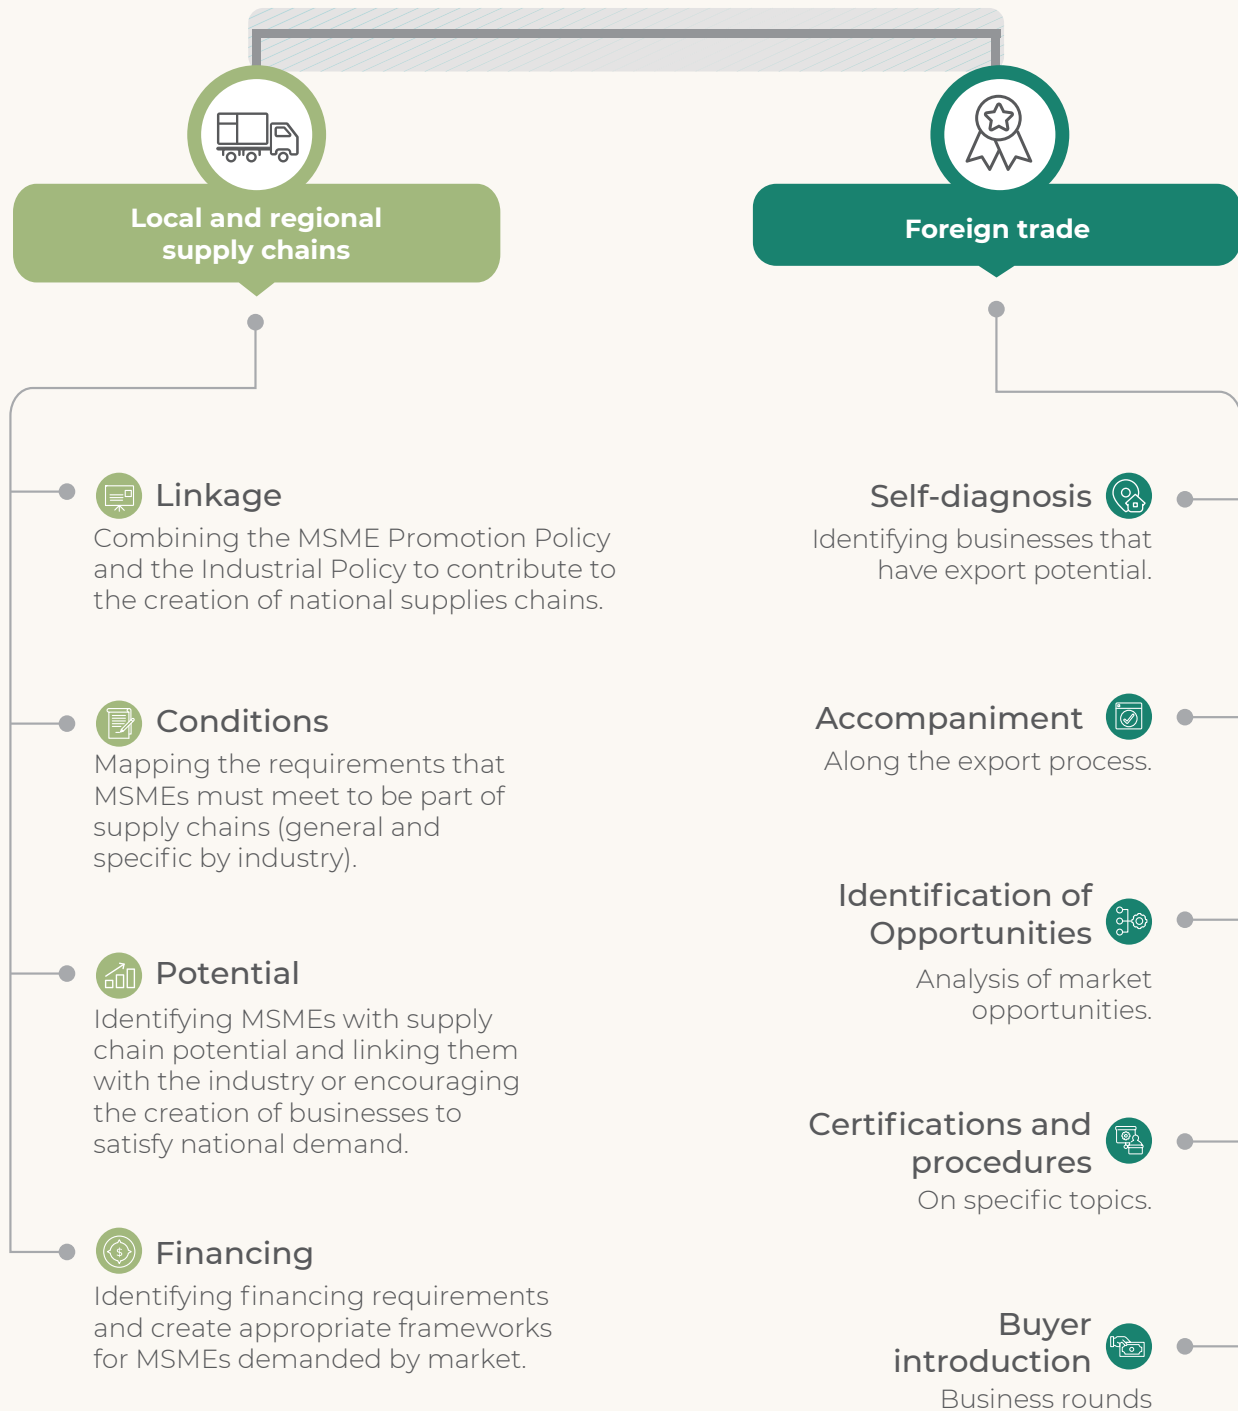 Local and regional
supply chains
Linkage
Combining the MSME Promotion Policy
and the Industrial Policy to contribute to
the creation of national supplies chains.
Conditions
Mapping the requirements that
MSMEs must meet to be part of
supply chains (general and
specific by industry).
Potential
Identifying MSMEs with supply
chain potential and linking them
with the industry or encouraging
the creation of businesses to
satisfy national demand.
Financing
Identifying financing requirements
and create appropriate frameworks
for MSMEs demanded by market.
Foreign trade
Self-diagnosis
Identifying businesses that
have export potential.
Accompaniment
Along the export process.
Identification of
Opportunities
Analysis of market
opportunities.
Certifications and
procedures
On specific topics.
Buyer
introduction
Business rounds